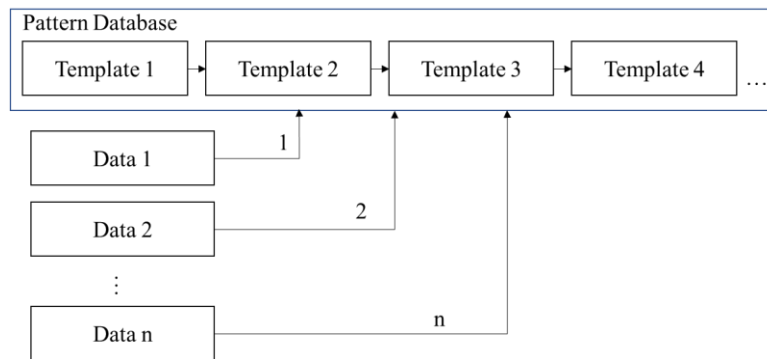 Pattern Database
Template 1
Template 2
Template 3
Template 4
...
Data 1
1
Data 2
2
⋮
Data n
n